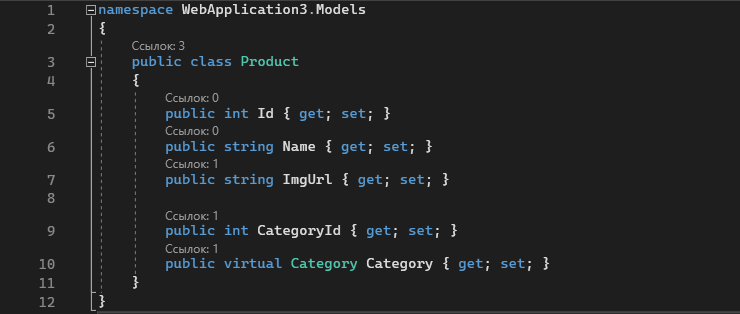 1 namespace WebApplication3.Models
2 {
Ссылок: 3
3 public class Product
4 {
Ссылок: 0
5 public int Id { get; set; }
Ссылок: 0
6 public string Name { get; set; }
Ссылок: 1
7 public string ImgUrl { get; set; }
8
Ссылок: 1
9 public int CategoryId { get; set; }
Ссылок: 1
10 public virtual Category Category { get; set; }
11 }
12 }